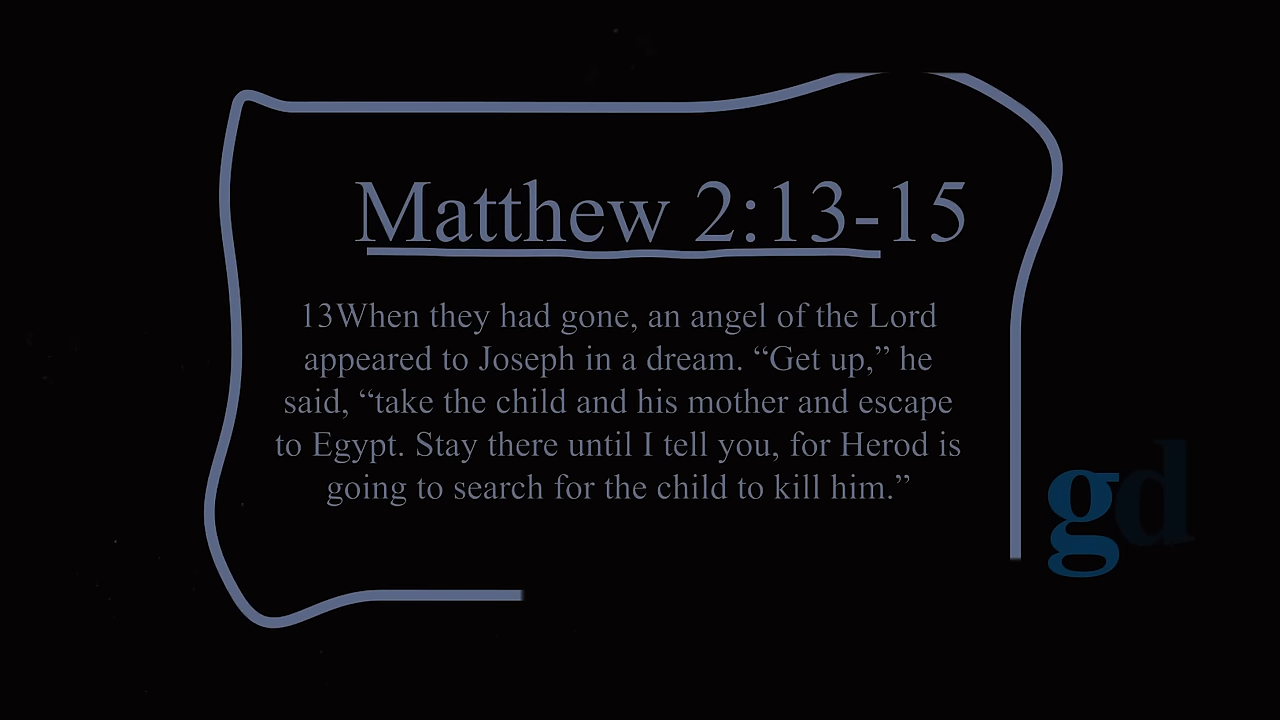 Matthew 2:13-15
13When they had gone, an angel of the Lord
appeared to Joseph in a dream. “Get up,” he
said, “take the child and his mother and escape
to Egypt. Stay there until I tell you, for Herod is
going to search for the child to kill him.”
gd